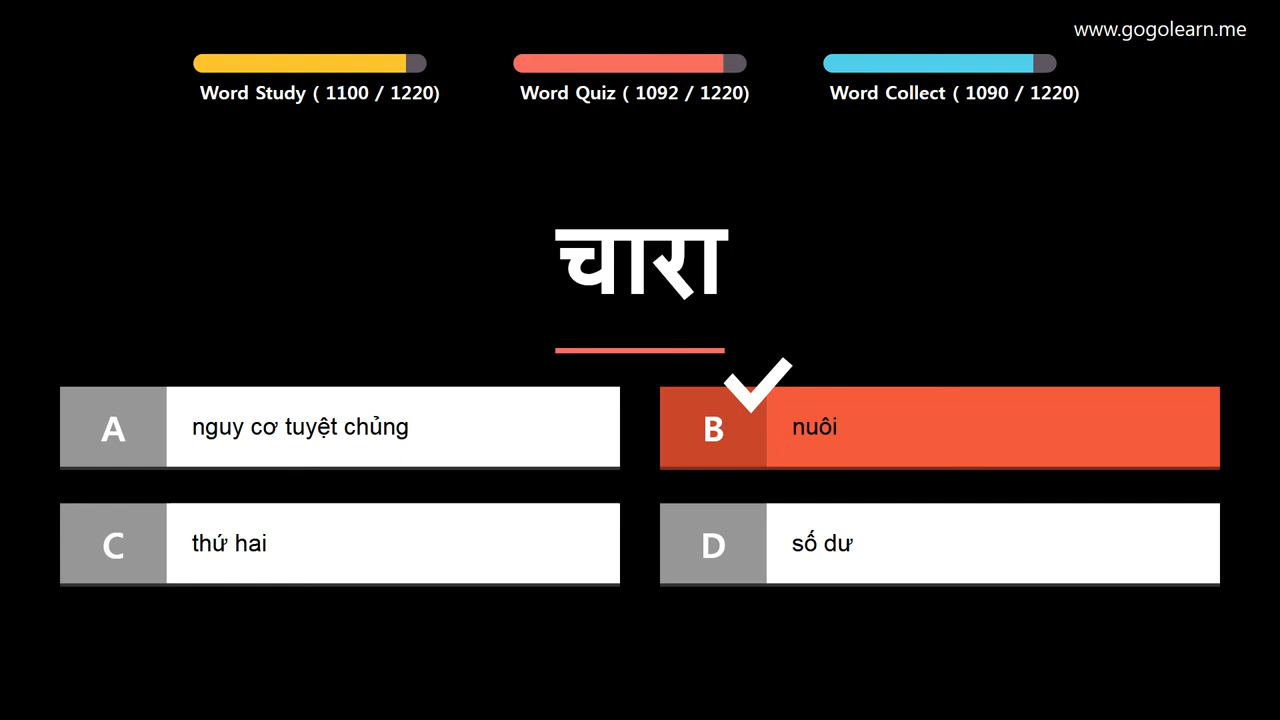 www.gogolearn.me
Word Study ( 1100 / 1220)
Word Quiz ( 1092 / 1220)
Word Collect ( 1090 / 1220)
चारा
A nguy cơ tuyệt chủng
B nuôi
C thứ hai
D số dư